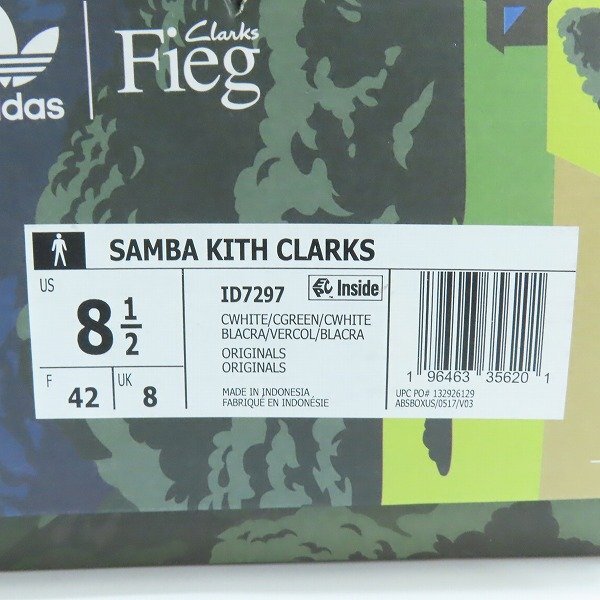 adidas
Clarks
Fieg
SAMBA KITH CLARKS
US
8 1/2
F
42
UK
8
ID7297
EPC Inside
CWHITE/CGREEN/CWHITE
BLACRA/VERCOL/BLACRA
ORIGINALS
ORIGINALS
MADE IN INDONESIA
FABRIQUÉ EN INDONÉSIE
1 96463 35620 1
UPC PO# 132926129
ABSBOXUS/0517/V03